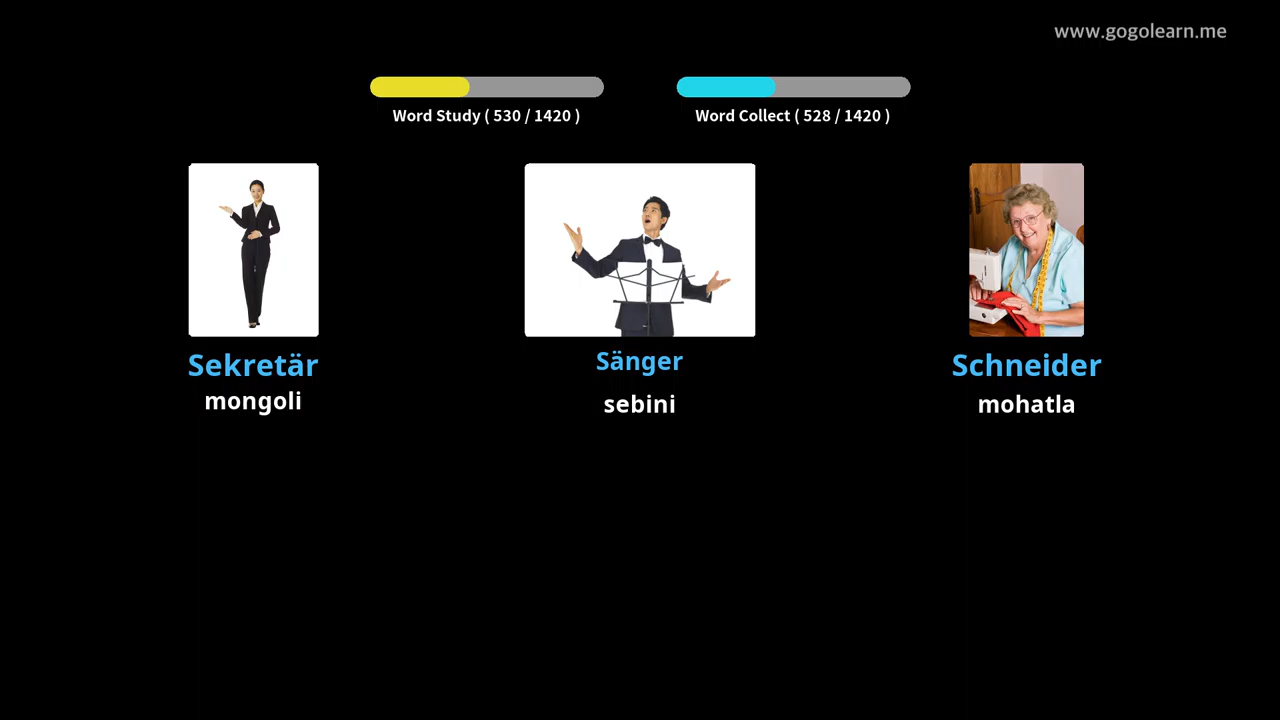 www.gogolearn.me
Word Study ( 530 / 1420 )
Word Collect ( 528 / 1420 )
Sekretär
mongoli
Sänger
sebini
Schneider
mohatla